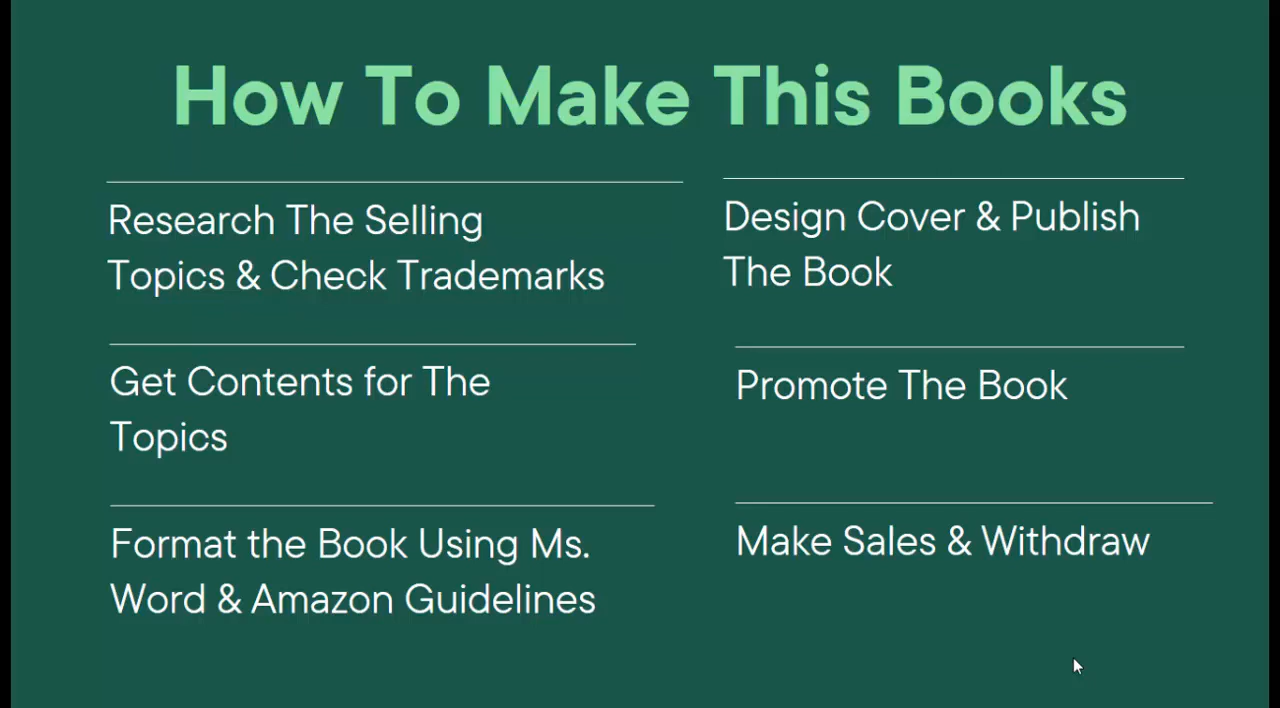 How To Make This Books
Research The Selling
Topics & Check Trademarks
Get Contents for The
Topics
Format the Book Using Ms.
Word & Amazon Guidelines
Design Cover & Publish
The Book
Promote The Book
Make Sales & Withdraw